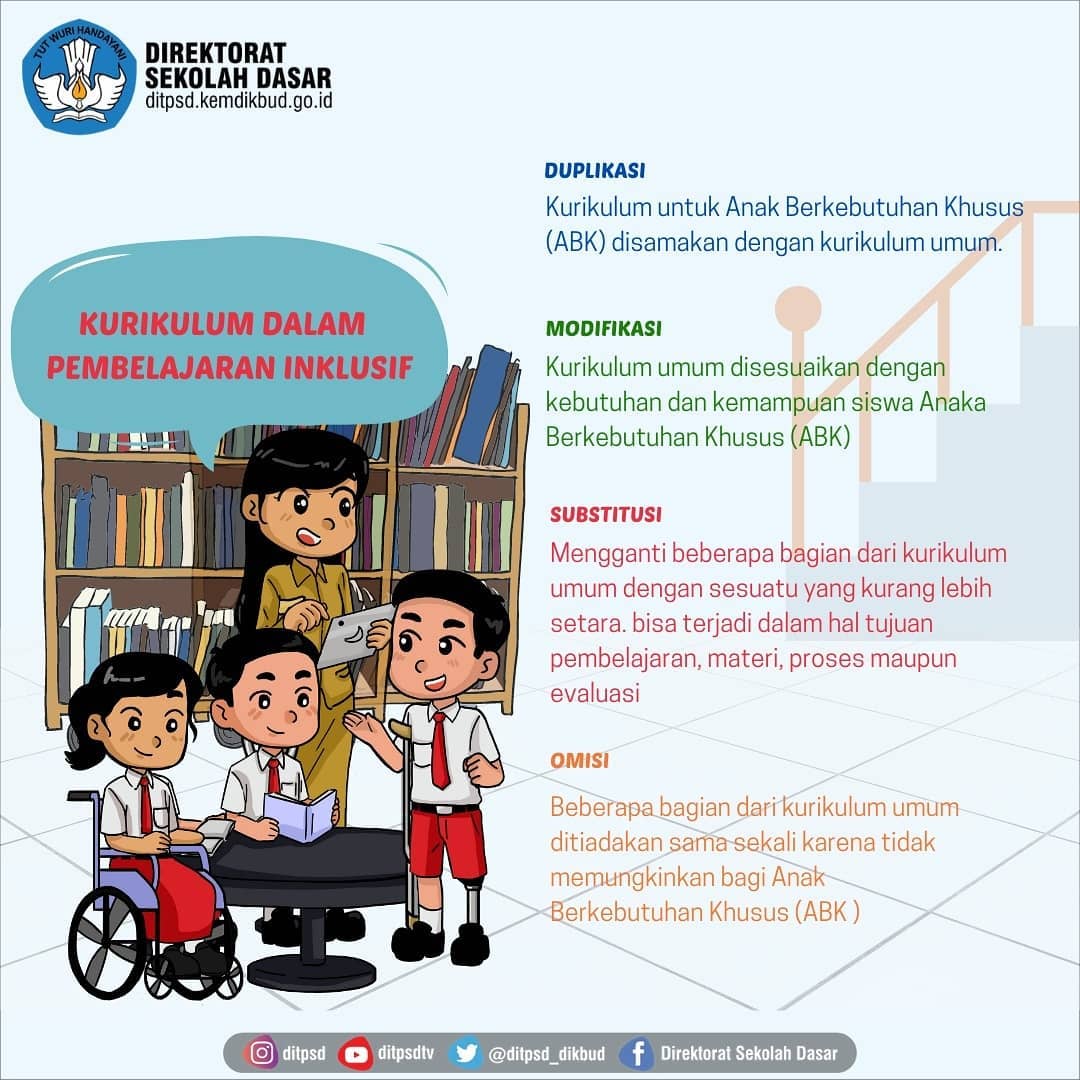 TUT WURI HANDAYANI
DIREKTORAT
SEKOLAH DASAR
ditpsd.kemdikbud.go.id
KURIKULUM DALAM
PEMBELAJARAN INKLUSIF
DUPLIKASI
Kurikulum untuk Anak Berkebutuhan Khusus
(ABK) disamakan dengan kurikulum umum.
MODIFIKASI
Kurikulum umum disesuaikan dengan
kebutuhan dan kemampuan siswa Anaka
Berkebutuhan Khusus (ABK)
SUBSTITUSI
Mengganti beberapa bagian dari kurikulum
umum dengan sesuatu yang kurang lebih
setara. bisa terjadi dalam hal tujuan
pembelajaran, materi, proses maupun
evaluasi
OMISI
Beberapa bagian dari kurikulum umum
ditiadakan sama sekali karena tidak
memungkinkan bagi Anak
Berkebutuhan Khusus (ABK )
ditpsd
ditpsdtv
@ditpsd_dikbud
Direktorat Sekolah Dasar